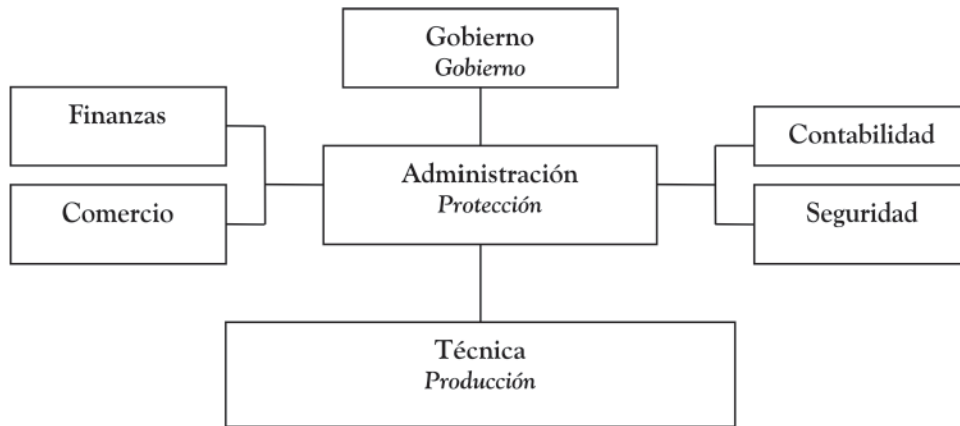 Gobierno
Gobierno
Finanzas
Comercio
Administración
Protección
Contabilidad
Seguridad
Técnica
Producción